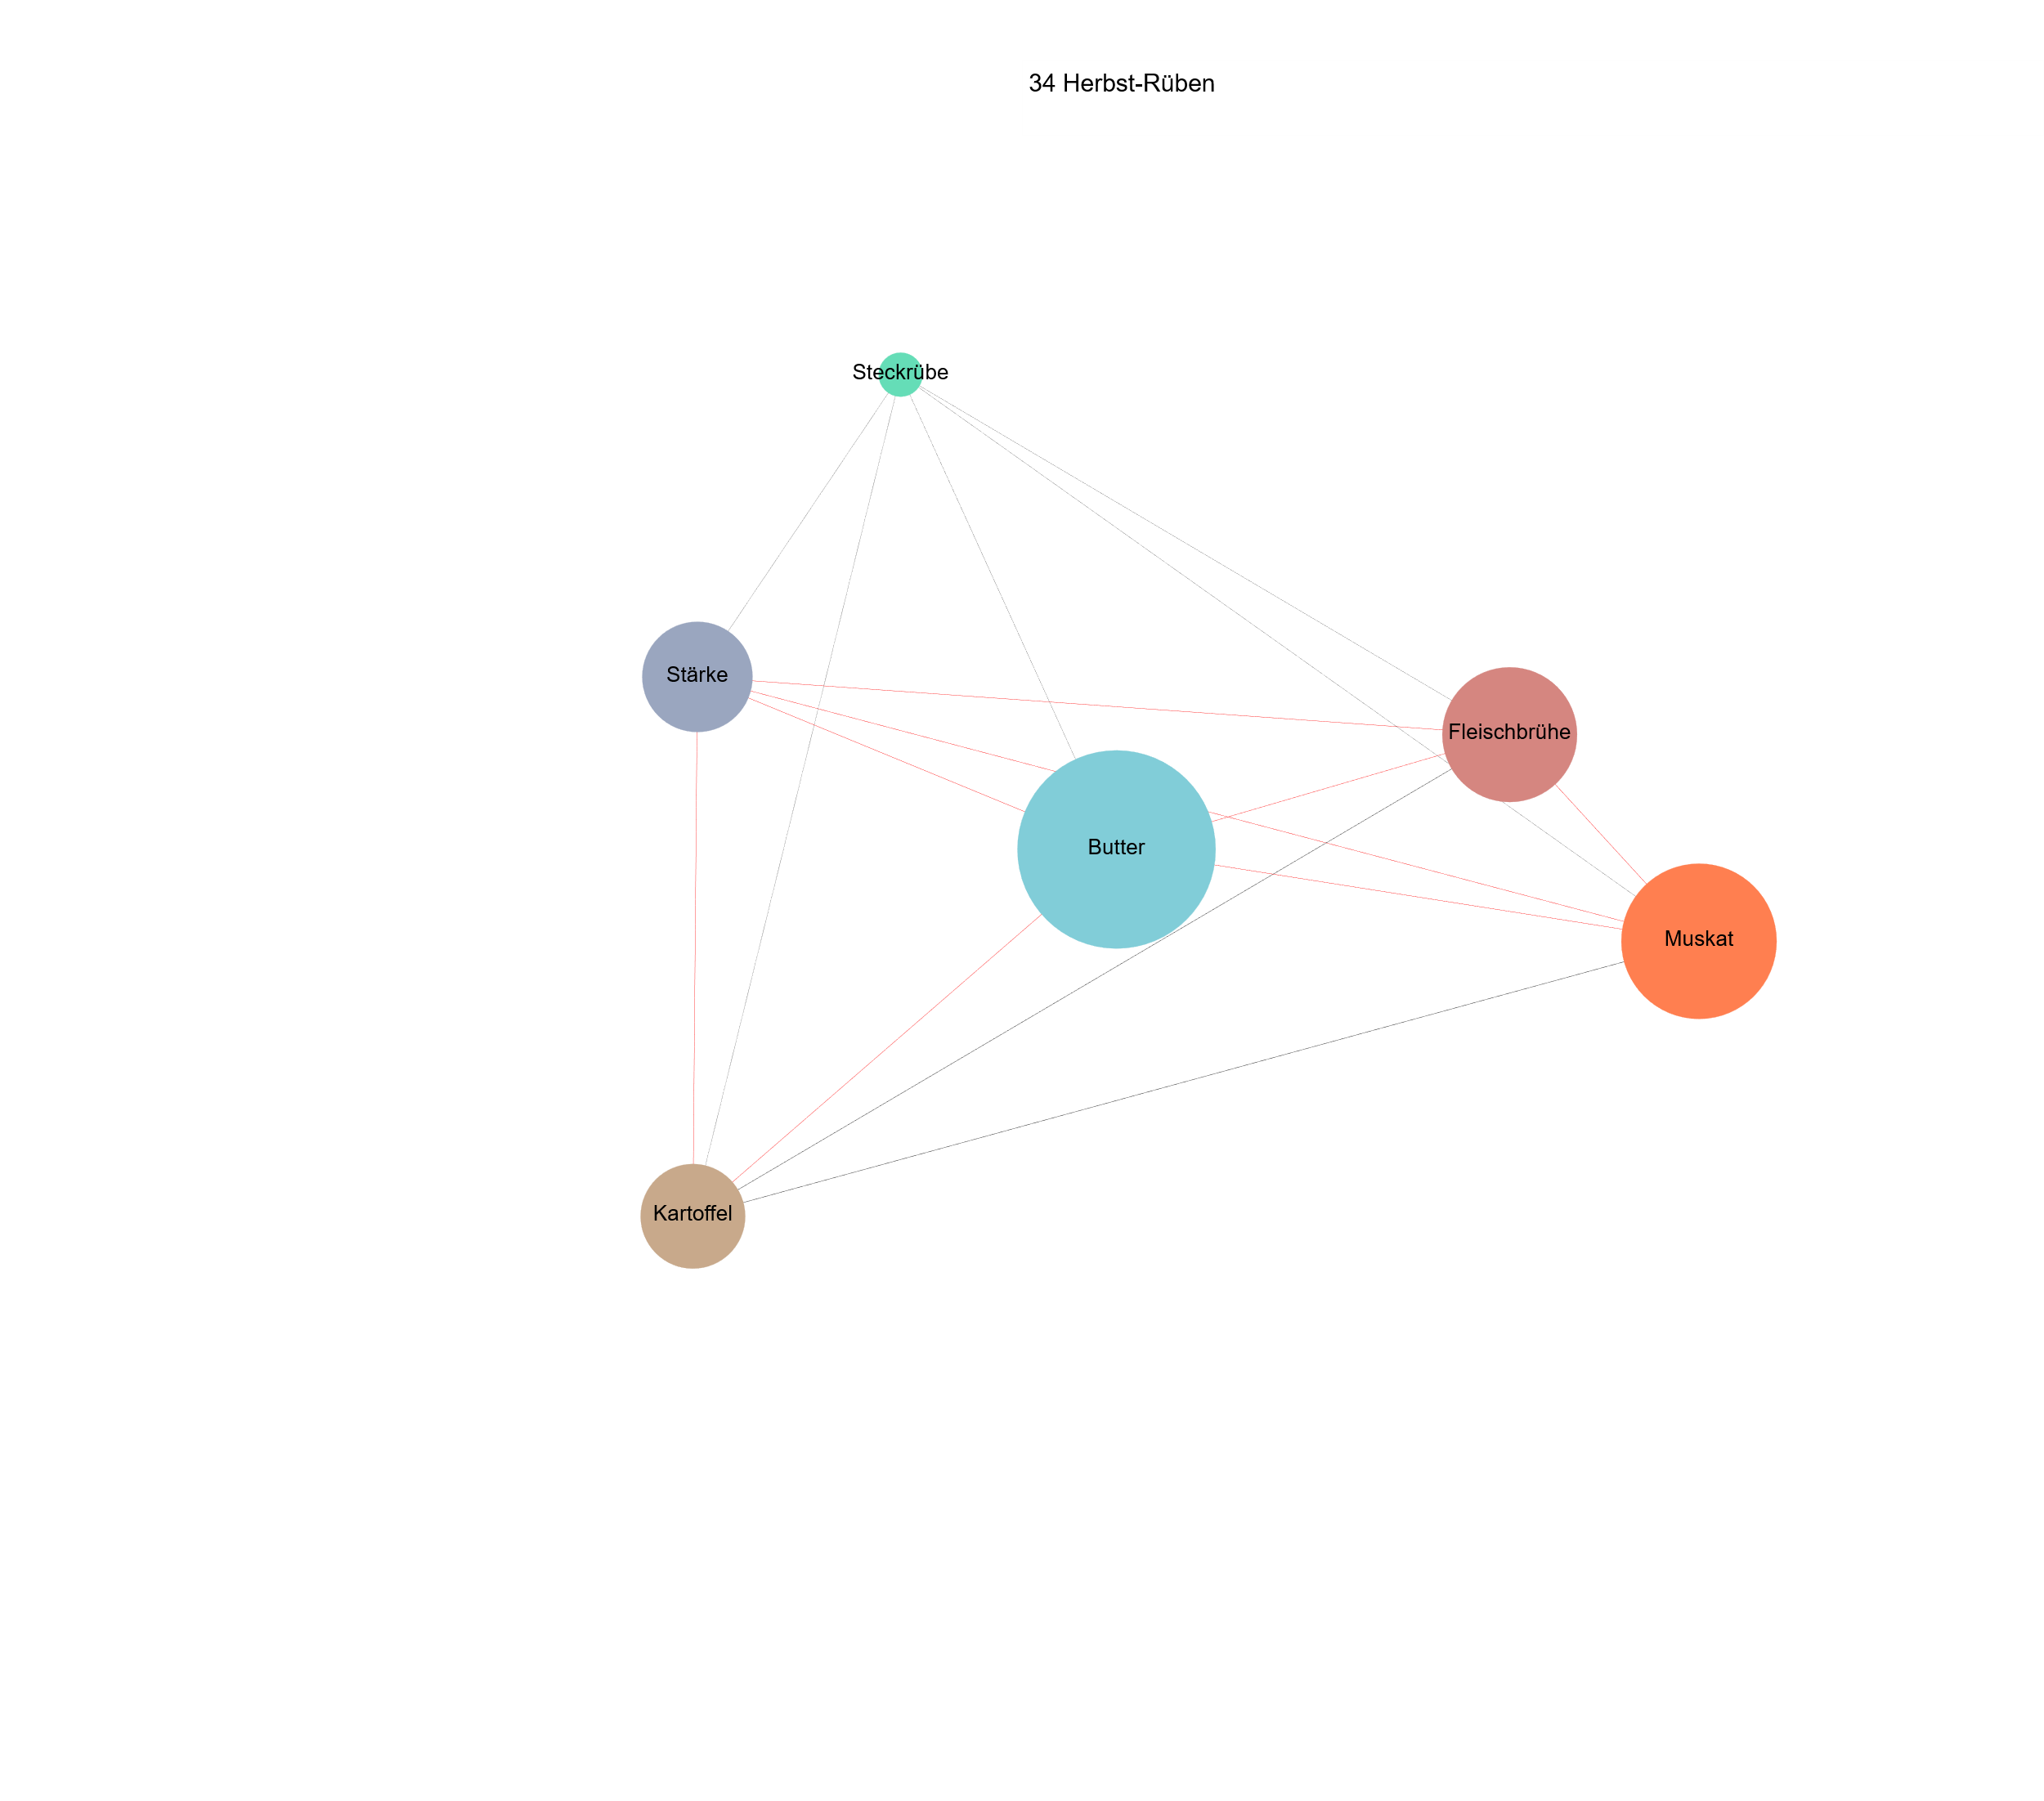 34 Herbst-Rüben
Steckrübe
Stärke
Fleischbrühe
Butter
Muskat
Kartoffel